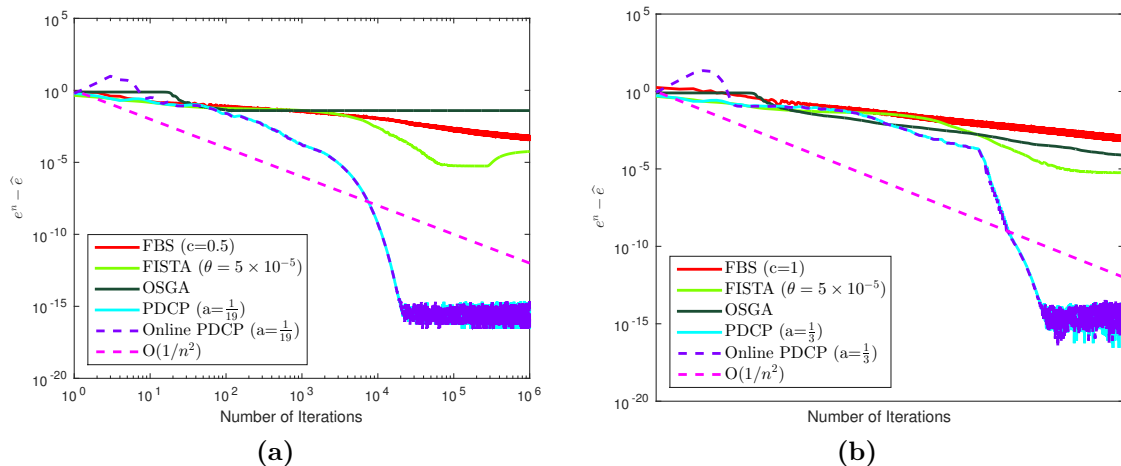 10^5
10^0
10^-5
10^-10
10^-15
10^-20
e^n − ê
FBS (c=0.5)
FISTA (θ = 5 × 10^-5)
OSGA
PDCP (a=1/19)
Online PDCP (a=1/19)
O(1/n^2)
10^0 10^1 10^2 10^3 10^4 10^5 10^6
Number of Iterations
(a)
10^5
10^0
10^-5
10^-10
10^-15
10^-20
e^n − ê
FBS (c=1)
FISTA (θ = 5 × 10^-5)
OSGA
PDCP (a=1/3)
Online PDCP (a=1/3)
O(1/n^2)
Number of Iterations
(b)